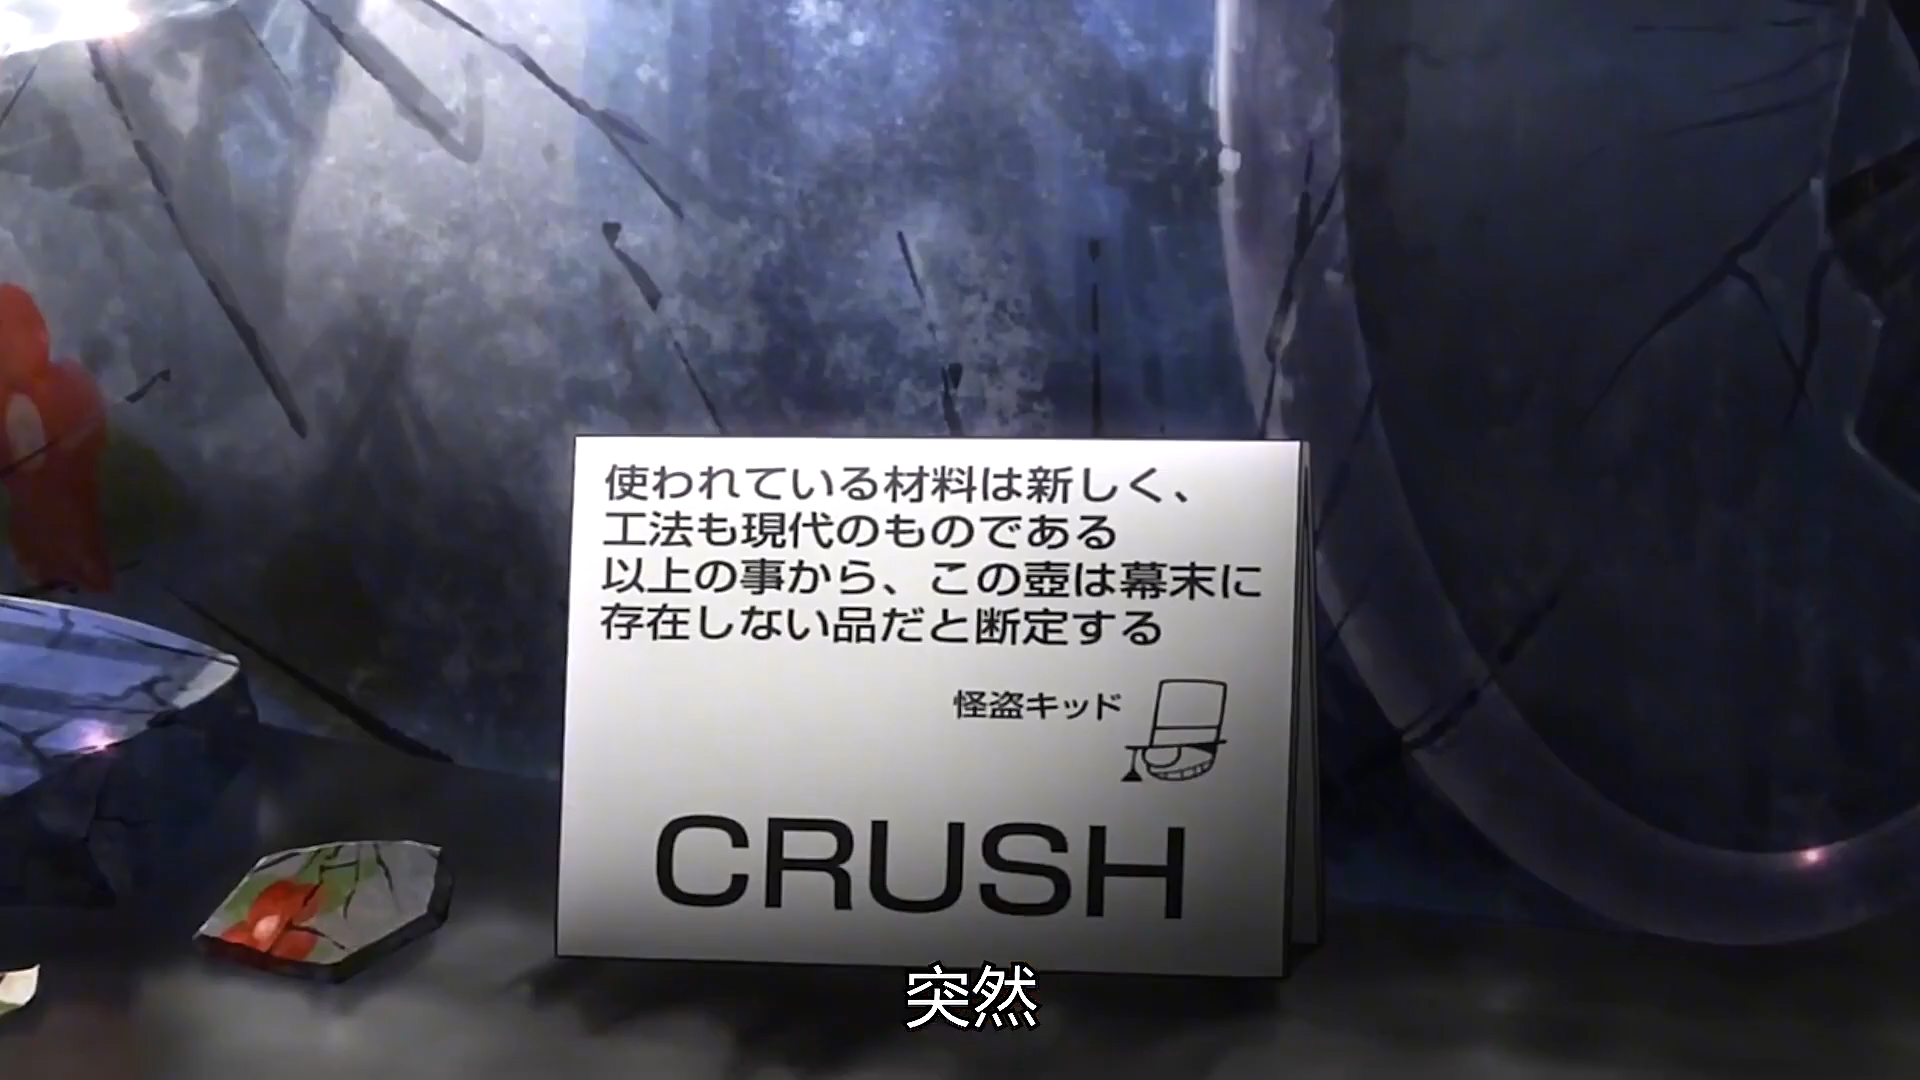 使われている材料は新しく、
工法も現代のものである
以上の事から、この壺は幕末に
存在しない品だと断定する
怪盗キッド
CRUSH
突然